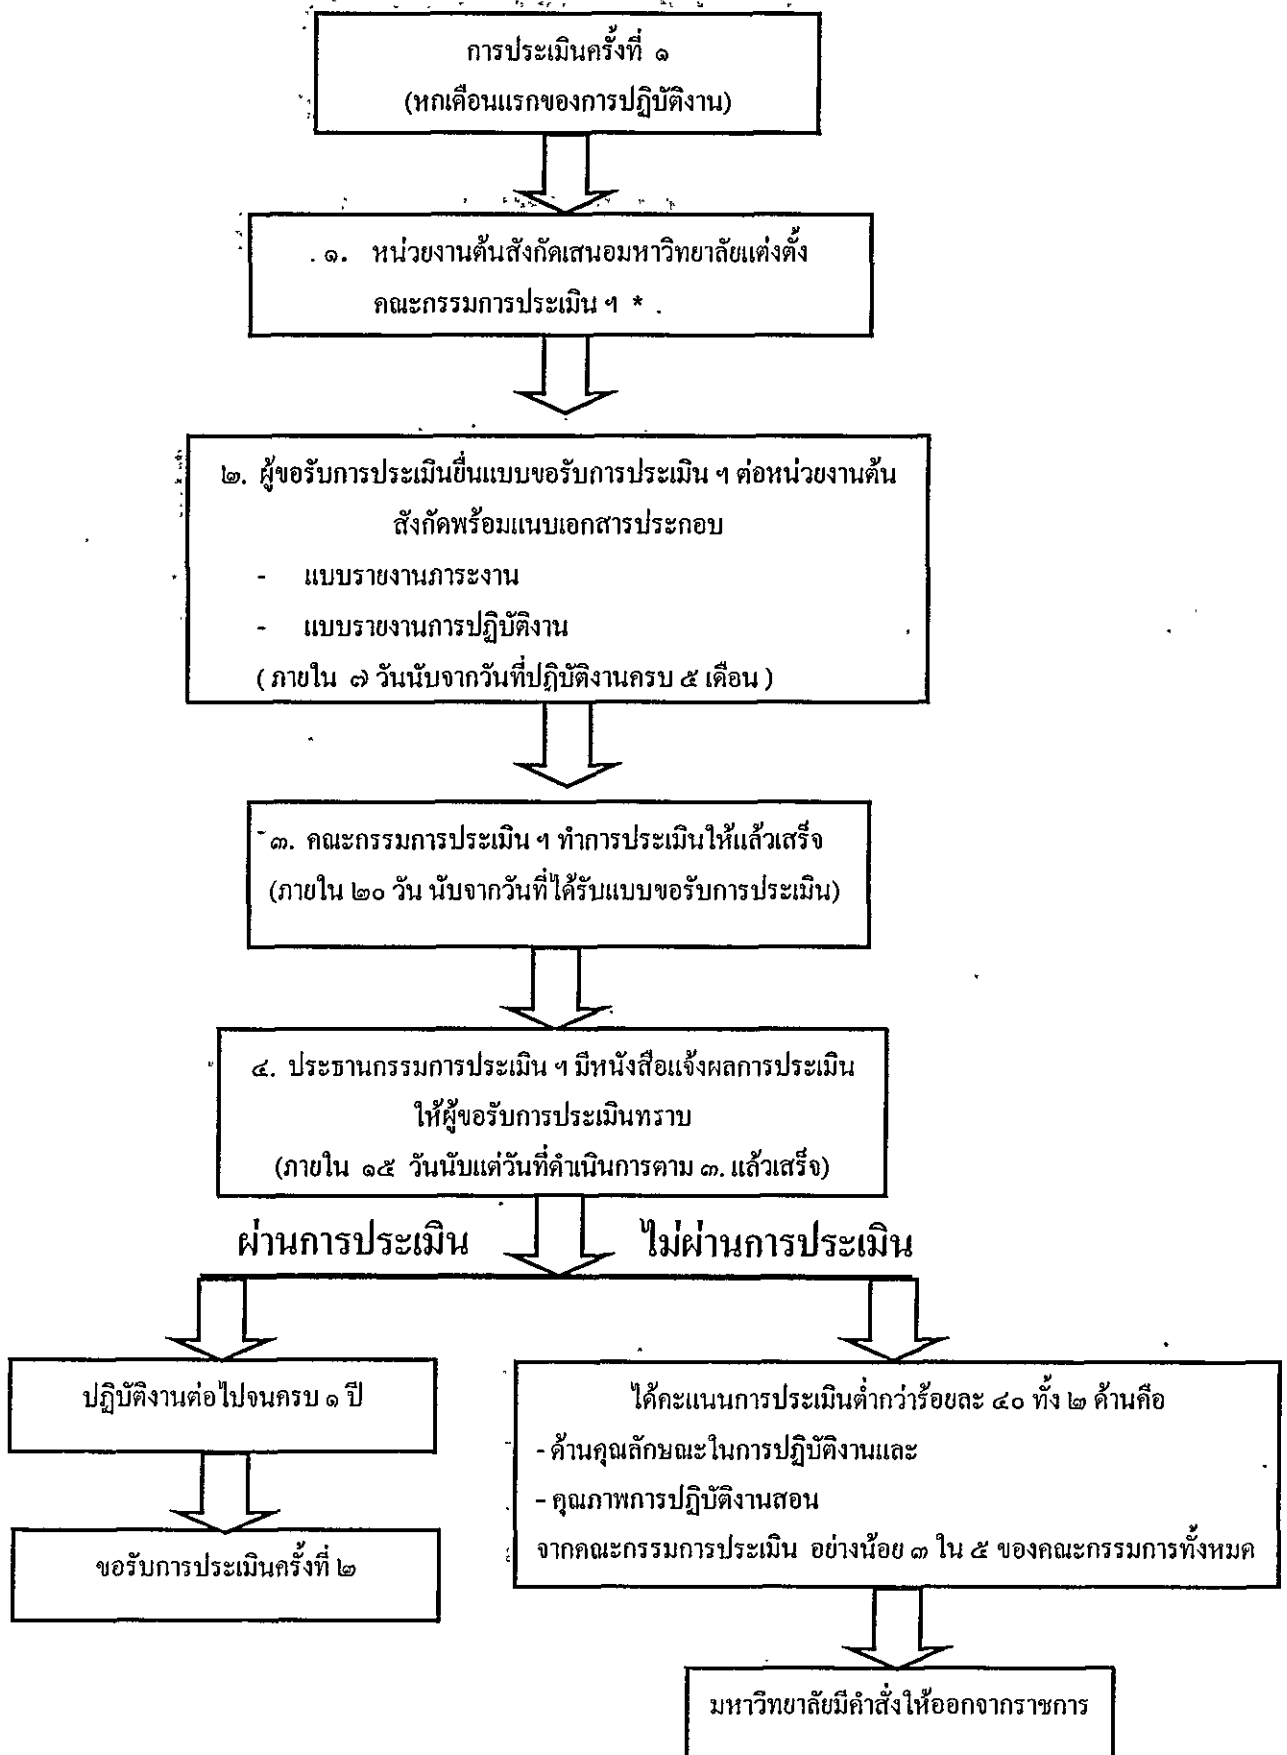 การประเมินครั้งที่ ๑
(หกเดือนแรกของการปฏิบัติงาน)
๑. หน่วยงานต้นสังกัดเสนอมหาวิทยาลัยแต่งตั้ง
คณะกรรมการประเมิน ฯ *
๒. ผู้ขอรับการประเมินยื่นแบบขอรับการประเมิน ฯ ต่อหน่วยงานต้น
สังกัดพร้อมแนบเอกสารประกอบ
- แบบรายงานภาระงาน
- แบบรายงานการปฏิบัติงาน
( ภายใน ๗ วันนับจากวันที่ปฏิบัติงานครบ ๕ เดือน )
๓. คณะกรรมการประเมิน ฯ ทำการประเมินให้แล้วเสร็จ
(ภายใน ๒๐ วัน นับจากวันที่ได้รับแบบขอรับการประเมิน)
๔. ประธานกรรมการประเมิน ฯ มีหนังสือแจ้งผลการประเมิน
ให้ผู้ขอรับการประเมินทราบ
(ภายใน ๑๕ วันนับแต่วันที่ดำเนินการตาม ๓. แล้วเสร็จ)
ผ่านการประเมิน ไม่ผ่านการประเมิน
ปฏิบัติงานต่อไปจนครบ ๑ ปี
ขอรับการประเมินครั้งที่ ๒
ได้คะแนนการประเมินต่ำกว่าร้อยละ ๔๐ ทั้ง ๒ ด้านคือ
- ด้านคุณลักษณะในการปฏิบัติงานและ
- คุณภาพการปฏิบัติงานสอน
จากคณะกรรมการประเมิน อย่างน้อย ๓ ใน ๕ ของคณะกรรมการทั้งหมด
มหาวิทยาลัยมีคำสั่งให้ออกจากราชการ